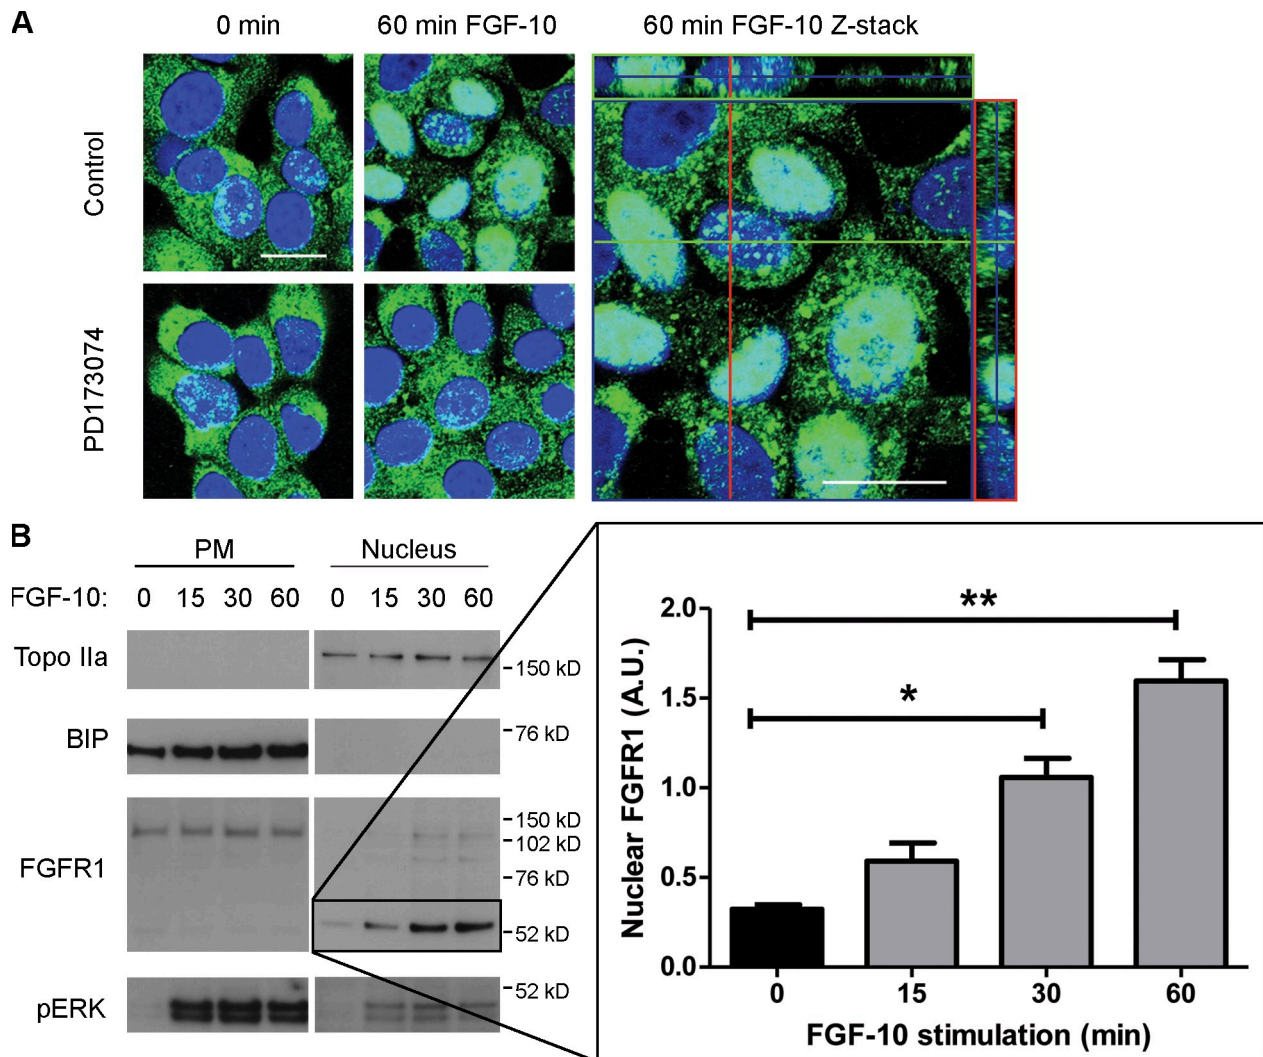 A
0 min
60 min FGF-10
60 min FGF-10 Z-stack
Control
PD173074
B
PM
Nucleus
FGF-10:
0 15 30 60
0 15 30 60
Topo IIa
-150 kD
BIP
-76 kD
FGFR1
-150 kD
-102 kD
-76 kD
-52 kD
pERK
-52 kD
**
*
2.0
1.5
1.0
0.5
0.0
Nuclear FGFR1 (A.U.)
0 15 30 60
FGF-10 stimulation (min)